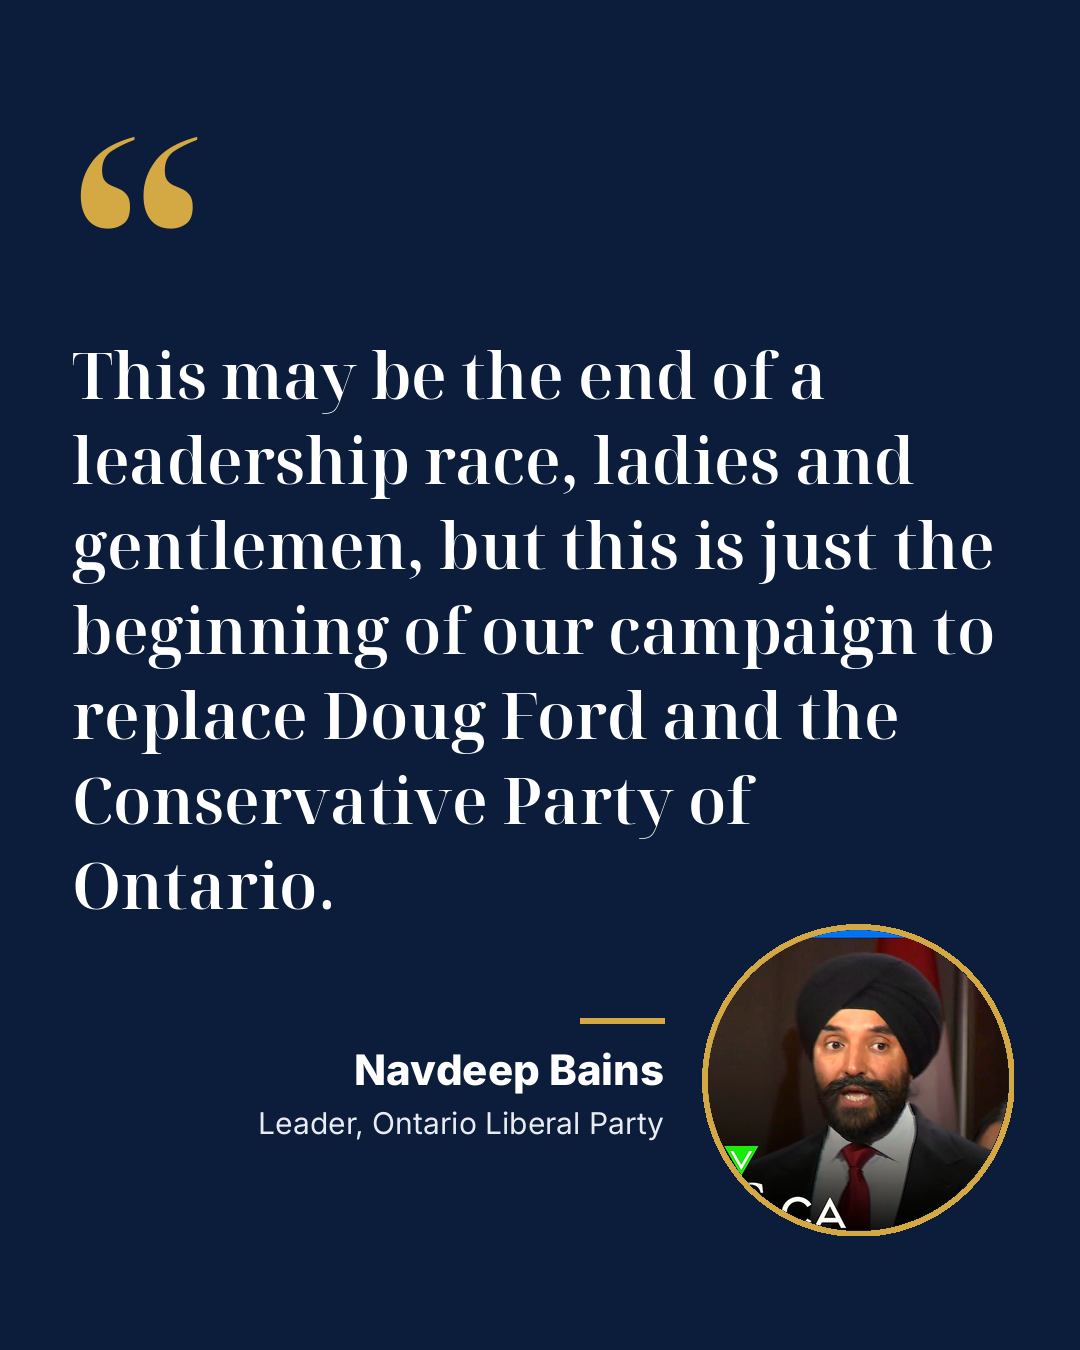 “
This may be the end of a
leadership race, ladies and
gentlemen, but this is just the
beginning of our campaign to
replace Doug Ford and the
Conservative Party of
Ontario.
Navdeep Bains
Leader, Ontario Liberal Party
CA